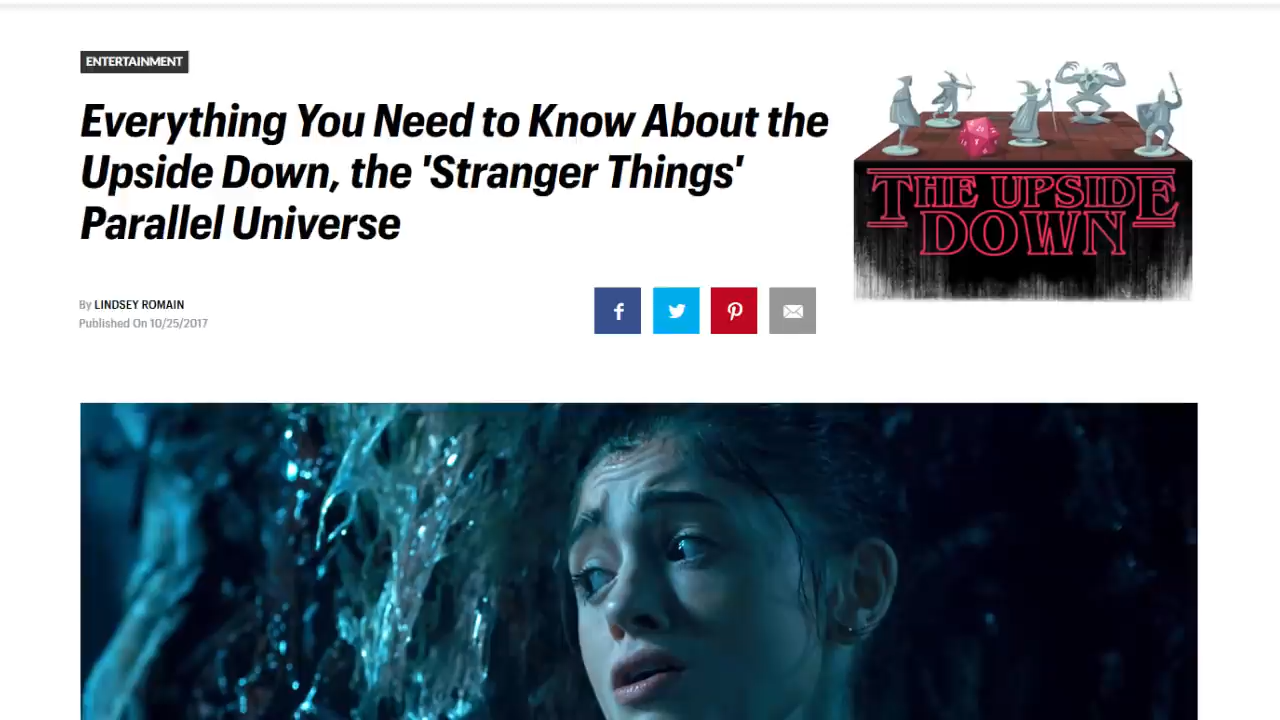 ENTERTAINMENT
Everything You Need to Know About the
Upside Down, the 'Stranger Things'
Parallel Universe
By LINDSEY ROMAIN
Published On 10/25/2017
THE UPSIDE
DOWN